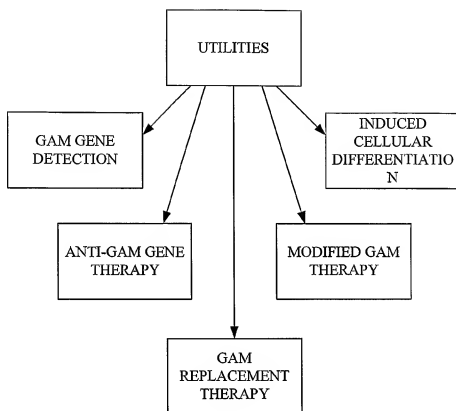 UTILITIES
GAM GENE
DETECTION
INDUCED
CELLULAR
DIFFERENTIATIO
N
ANTI-GAM GENE
THERAPY
MODIFIED GAM
THERAPY
GAM
REPLACEMENT
THERAPY